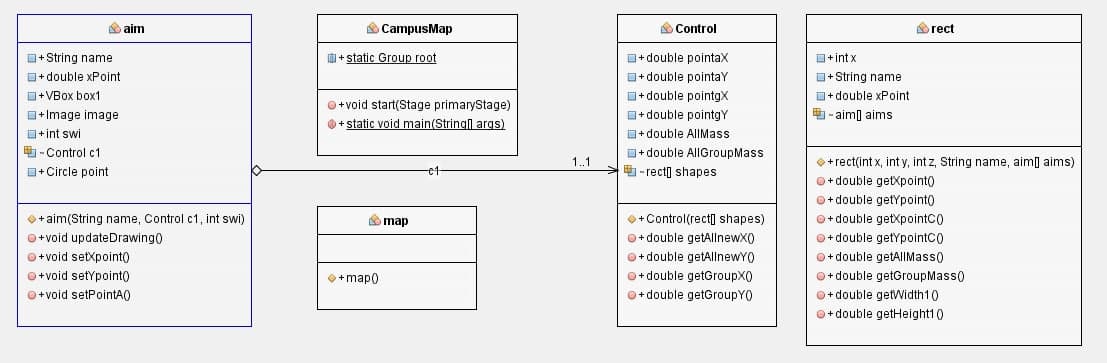 aim
+String name
+double xPoint
+VBox box1
+Image image
+int swi
~Control c1
+Circle point
+aim(String name, Control c1, int swi)
+void updateDrawing()
+void setXpoint()
+void setYpoint()
+void setPointA()
CampusMap
+static Group root
+void start(Stage primaryStage)
+static void main(String[] args)
c1
1..1
map
+map()
Control
+double pointaX
+double pointaY
+double pointgX
+double pointgY
+double AllMass
+double AllGroupMass
~rect[] shapes
+Control(rect[] shapes)
+double getAllnewX()
+double getAllnewY()
+double getGroupX()
+double getGroupY()
rect
+int x
+String name
+double xPoint
~aim[] aims
+rect(int x, int y, int z, String name, aim[] aims)
+double getXpoint()
+double getYpoint()
+double getXpointC()
+double getYpointC()
+double getAllMass()
+double getGroupMass()
+double getWidth1()
+double getHeight1()